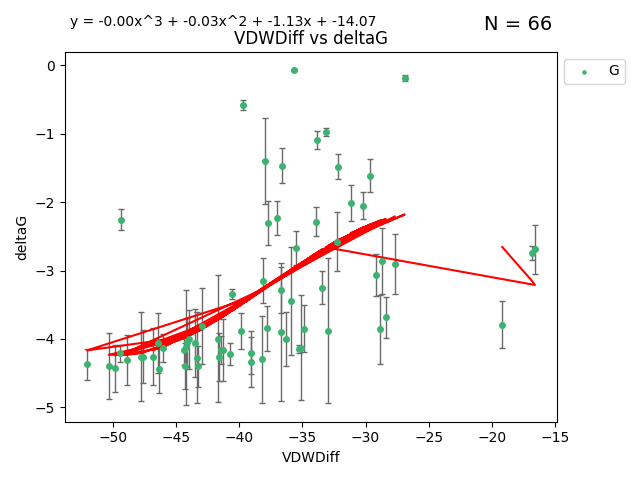 y = -0.00x^3 + -0.03x^2 + -1.13x + -14.07
N = 66
VDWDiff vs deltaG
G
deltaG
0
−1
−2
−3
−4
−5
−50
−45
−40
−35
−30
−25
−20
−15
VDWDiff